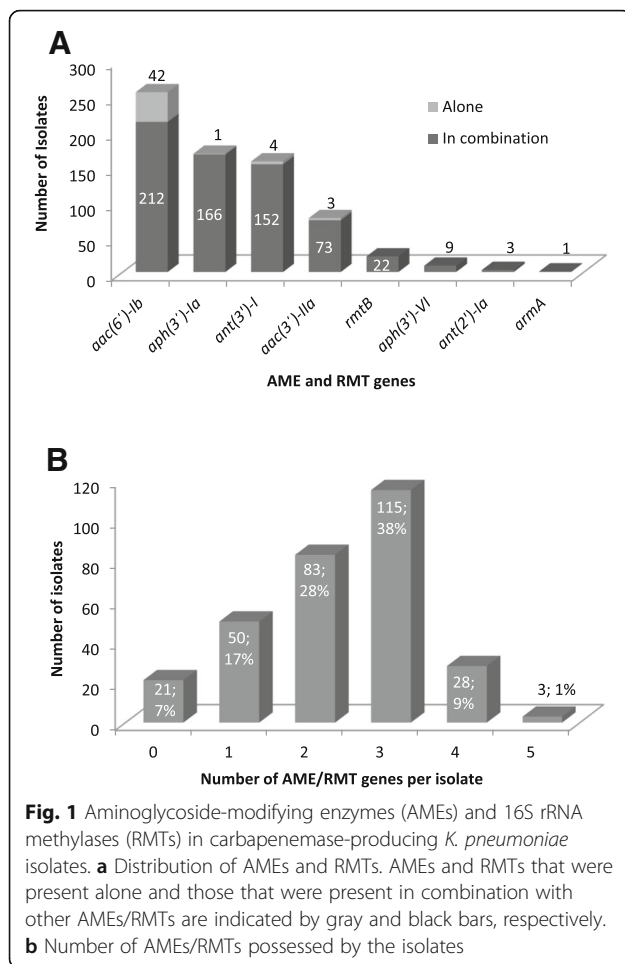 A
300
250
200
150
100
50
0
Number of Isolates
42
212
1
166
4
152
3
73
22
9
3
1
Alone
In combination
aac(6')-Ib
aph(3')-Ia
ant(3')-I
aac(3')-IIa
rmtB
aph(3')-VI
ant(2')-Ia
armA
AME and RMT genes
B
120
100
80
60
40
20
0
Number of isolates
21;
7%
50;
17%
83;
28%
115;
38%
28;
9%
3; 1%
0 1 2 3 4 5
Number of AME/RMT genes per isolate
Fig. 1 Aminoglycoside-modifying enzymes (AMEs) and 16S rRNA
methylases (RMTs) in carbapenemase-producing K. pneumoniae
isolates. a Distribution of AMEs and RMTs. AMEs and RMTs that were
present alone and those that were present in combination with
other AMEs/RMTs are indicated by gray and black bars, respectively.
b Number of AMEs/RMTs possessed by the isolates